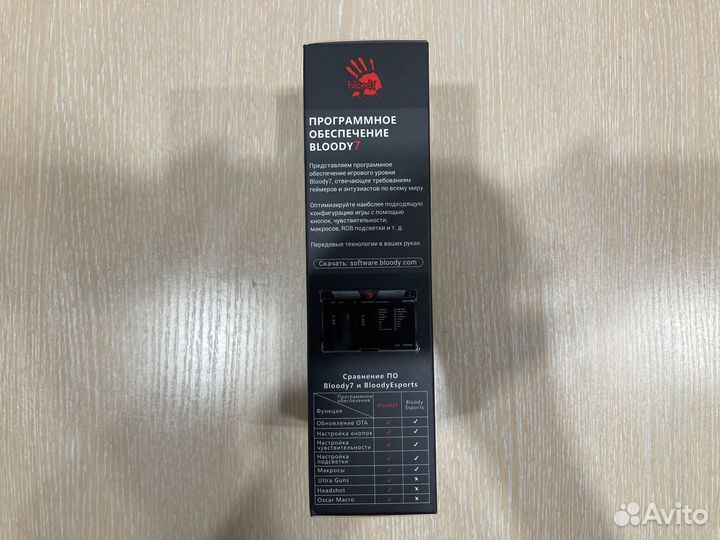 bloody
ПРОГРАММНОЕ
ОБЕСПЕЧЕНИЕ
BLOODY7
Представляем программное
обеспечение игрового уровня
Bloody7, отвечающее требованиям
геймеров и энтузиастов по всему миру.
Оптимизируйте наиболее подходящую
конфигурацию игры с помощью
кнопок, чувствительности,
макросов, RGB подсветки и т. д.
Передовые технологии в ваших руках.
Скачать: software.bloody.com
Сравнение ПО
Bloody7 и BloodyEsports
Программное
обеспечение
Функция
Bloody7
Bloody
Esports
Обновление ОТА ✓ ✓
Настройка кнопок ✓ ✓
Настройка
чувствительности ✓ ✓
Настройка
подсветки ✓ ✓
Макросы ✓ ✓
Ultra Guns ✓ x
Headshot ✓ x
Oscar Macro ✓ x
Avito